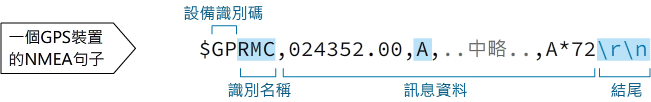 設備識別碼
一個GPS裝置
的NMEA句子
$GPRMC,024352.00,A,..中略..,A*72\r\n
識別名稱
訊息資料
結尾